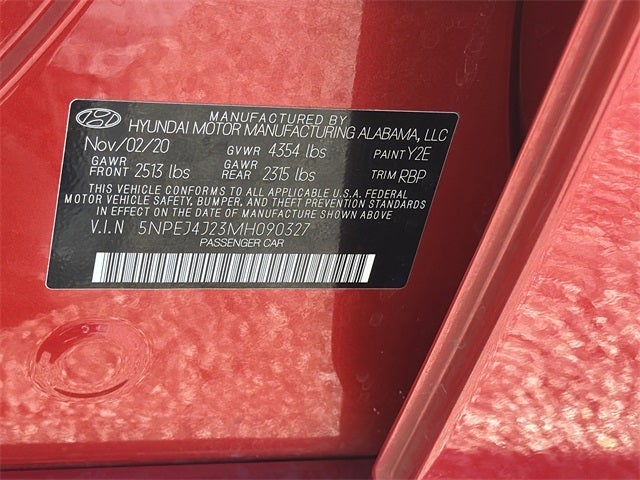 MANUFACTURED BY
HYUNDAI MOTOR MANUFACTURING ALABAMA, LLC
Nov/02/20 GVWR 4354 lbs PAINT Y2E
GAWR FRONT 2513 lbs GAWR REAR 2315 lbs TRIM RBP
THIS VEHICLE CONFORMS TO ALL APPLICABLE U.S.A. FEDERAL
MOTOR VEHICLE SAFETY, BUMPER, AND THEFT PREVENTION STANDARDS
IN EFFECT ON THE DATE OF MANUFACTURE SHOWN ABOVE
V.I.N 5NPEJ4J23MH090327
PASSENGER CAR